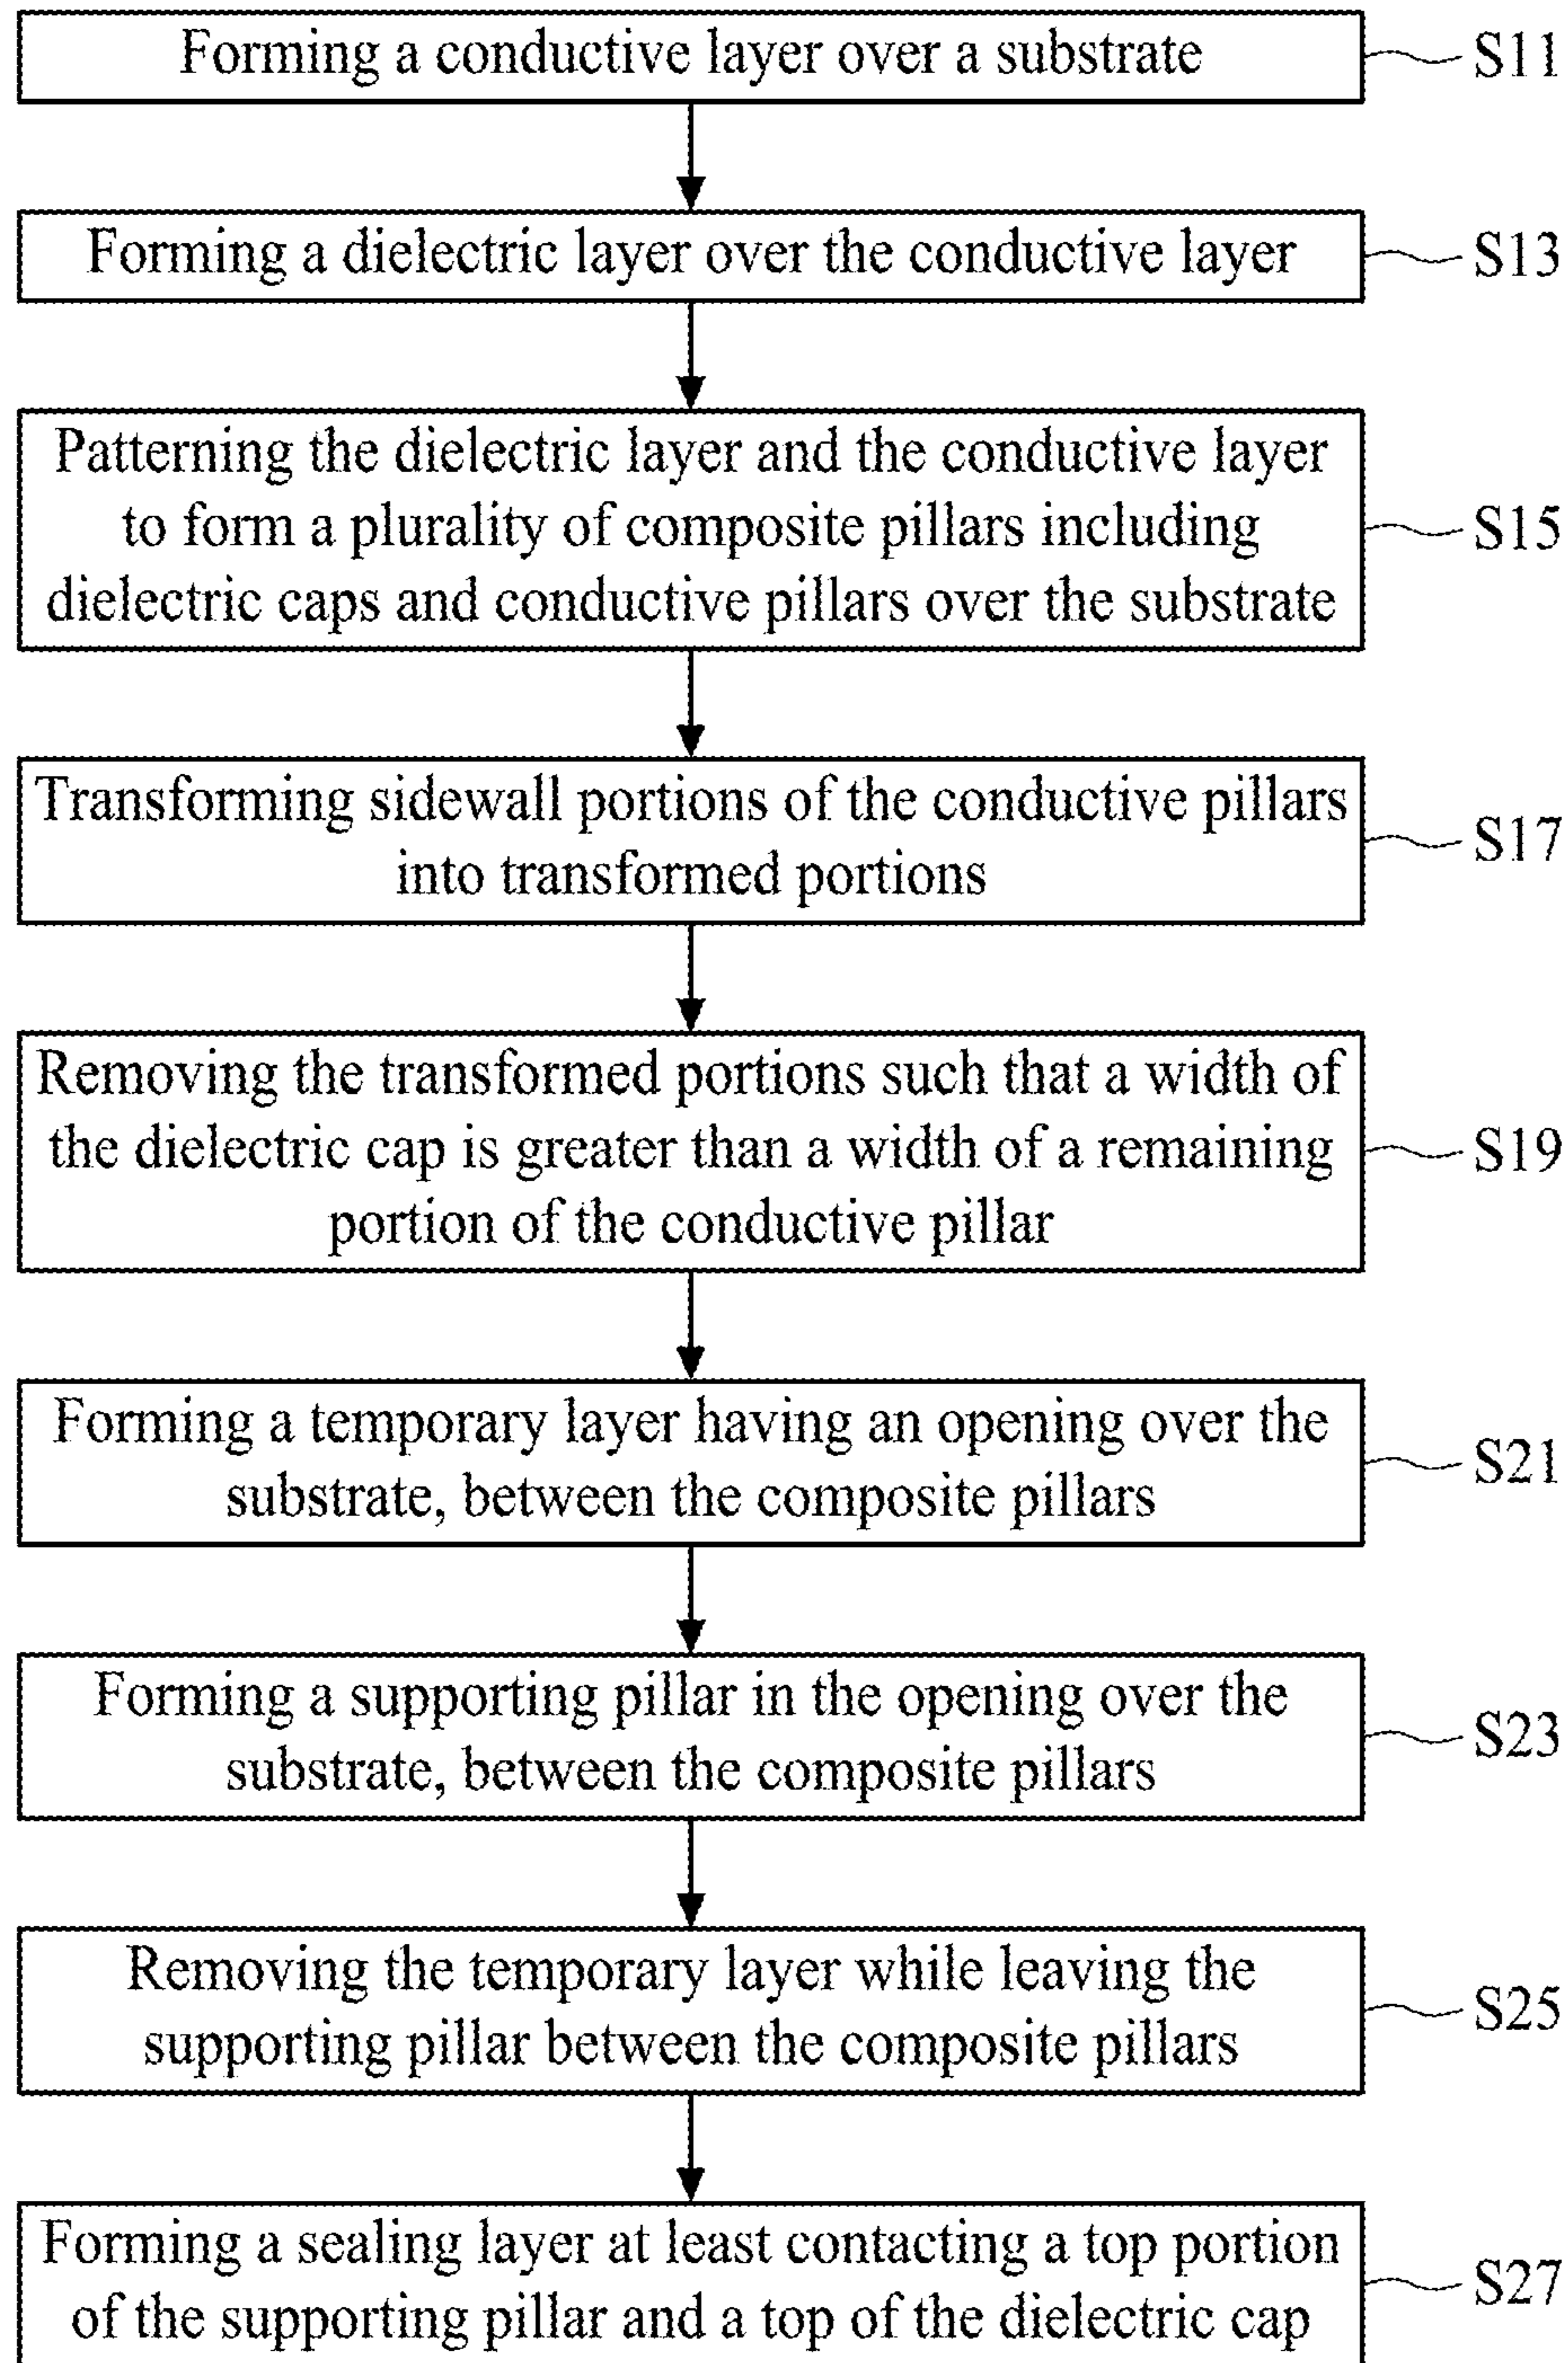 Forming a conductive layer over a substrate
S11
Forming a dielectric layer over the conductive layer
S13
Patterning the dielectric layer and the conductive layer
to form a plurality of composite pillars including
dielectric caps and conductive pillars over the substrate
S15
Transforming sidewall portions of the conductive pillars
into transformed portions
S17
Removing the transformed portions such that a width of
the dielectric cap is greater than a width of a remaining
portion of the conductive pillar
S19
Forming a temporary layer having an opening over the
substrate, between the composite pillars
S21
Forming a supporting pillar in the opening over the
substrate, between the composite pillars
S23
Removing the temporary layer while leaving the
supporting pillar between the composite pillars
S25
Forming a sealing layer at least contacting a top portion
of the supporting pillar and a top of the dielectric cap
S27